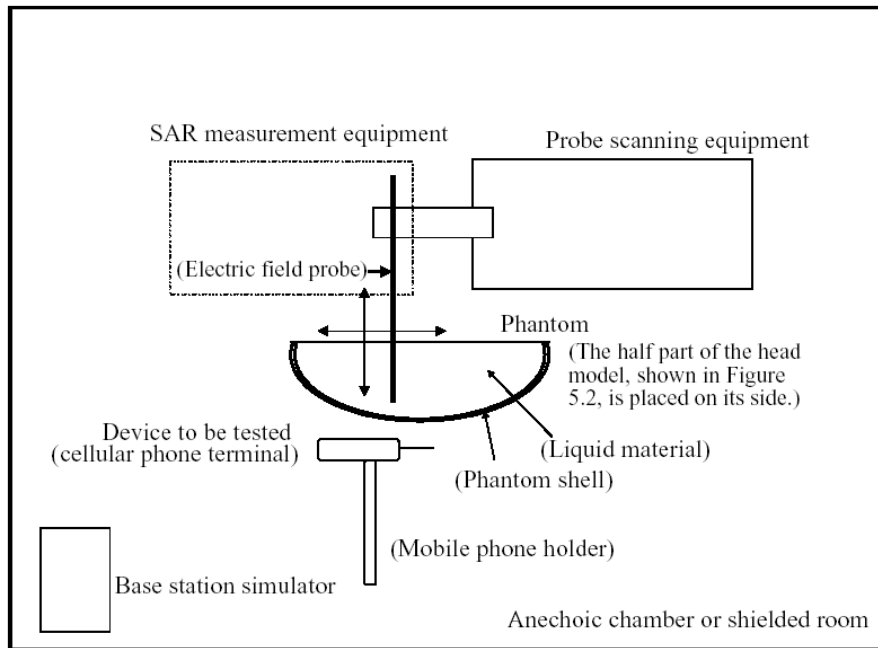 SAR measurement equipment
Probe scanning equipment
(Electric field probe)
Phantom
(The half part of the head
model, shown in Figure
5.2, is placed on its side.)
Device to be tested
(cellular phone terminal)
(Liquid material)
(Phantom shell)
(Mobile phone holder)
Base station simulator
Anechoic chamber or shielded room